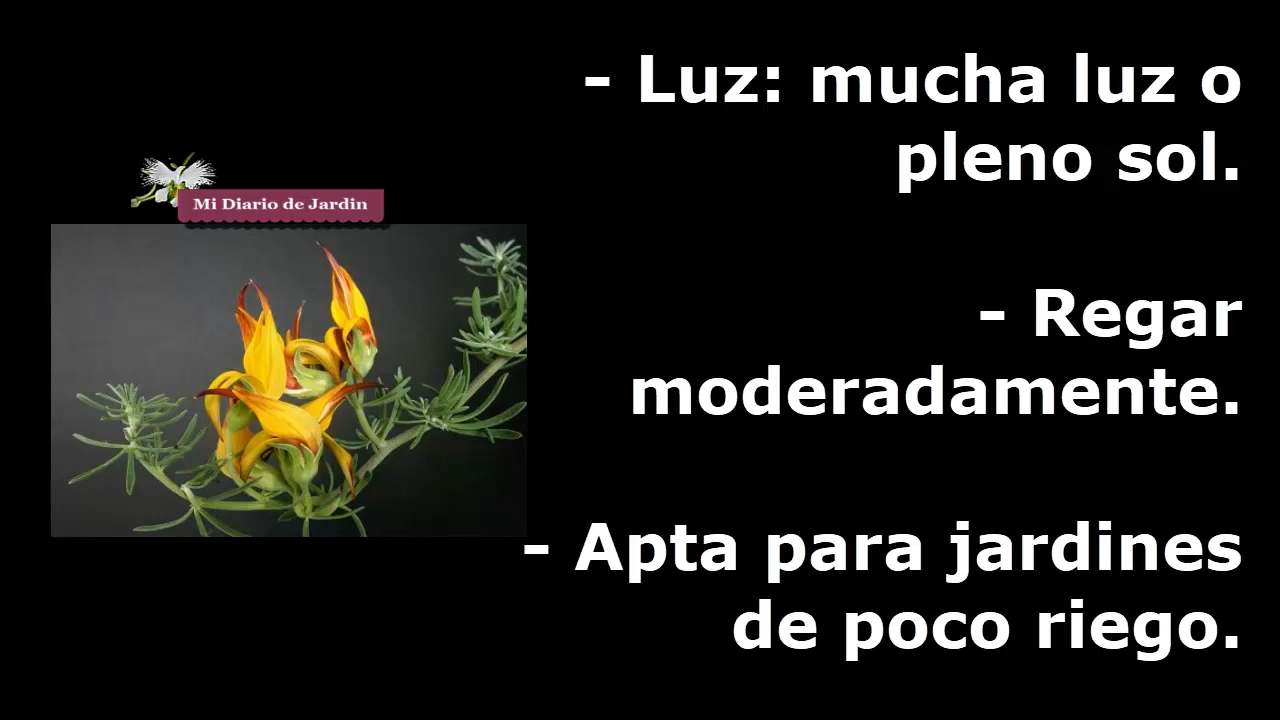 - Luz: mucha luz o
pleno sol.
Mi Diario de Jardin
- Regar
moderadamente.
- Apta para jardines
de poco riego.